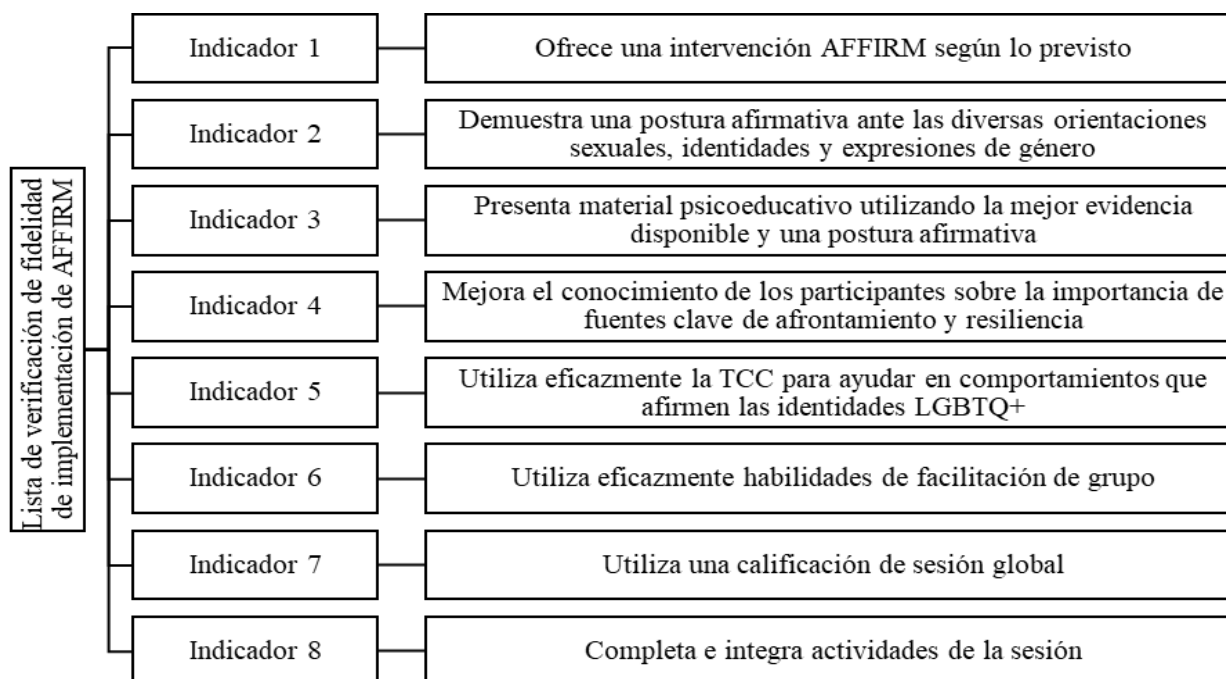 Lista de verificación de fidelidad
de implementación de AFFIRM
Indicador 1
Ofrece una intervención AFFIRM según lo previsto
Indicador 2
Demuestra una postura afirmativa ante las diversas orientaciones
sexuales, identidades y expresiones de género
Indicador 3
Presenta material psicoeducativo utilizando la mejor evidencia
disponible y una postura afirmativa
Indicador 4
Mejora el conocimiento de los participantes sobre la importancia de
fuentes clave de afrontamiento y resiliencia
Indicador 5
Utiliza eficazmente la TCC para ayudar en comportamientos que
afirmen las identidades LGBTQ+
Indicador 6
Utiliza eficazmente habilidades de facilitación de grupo
Indicador 7
Utiliza una calificación de sesión global
Indicador 8
Completa e integra actividades de la sesión